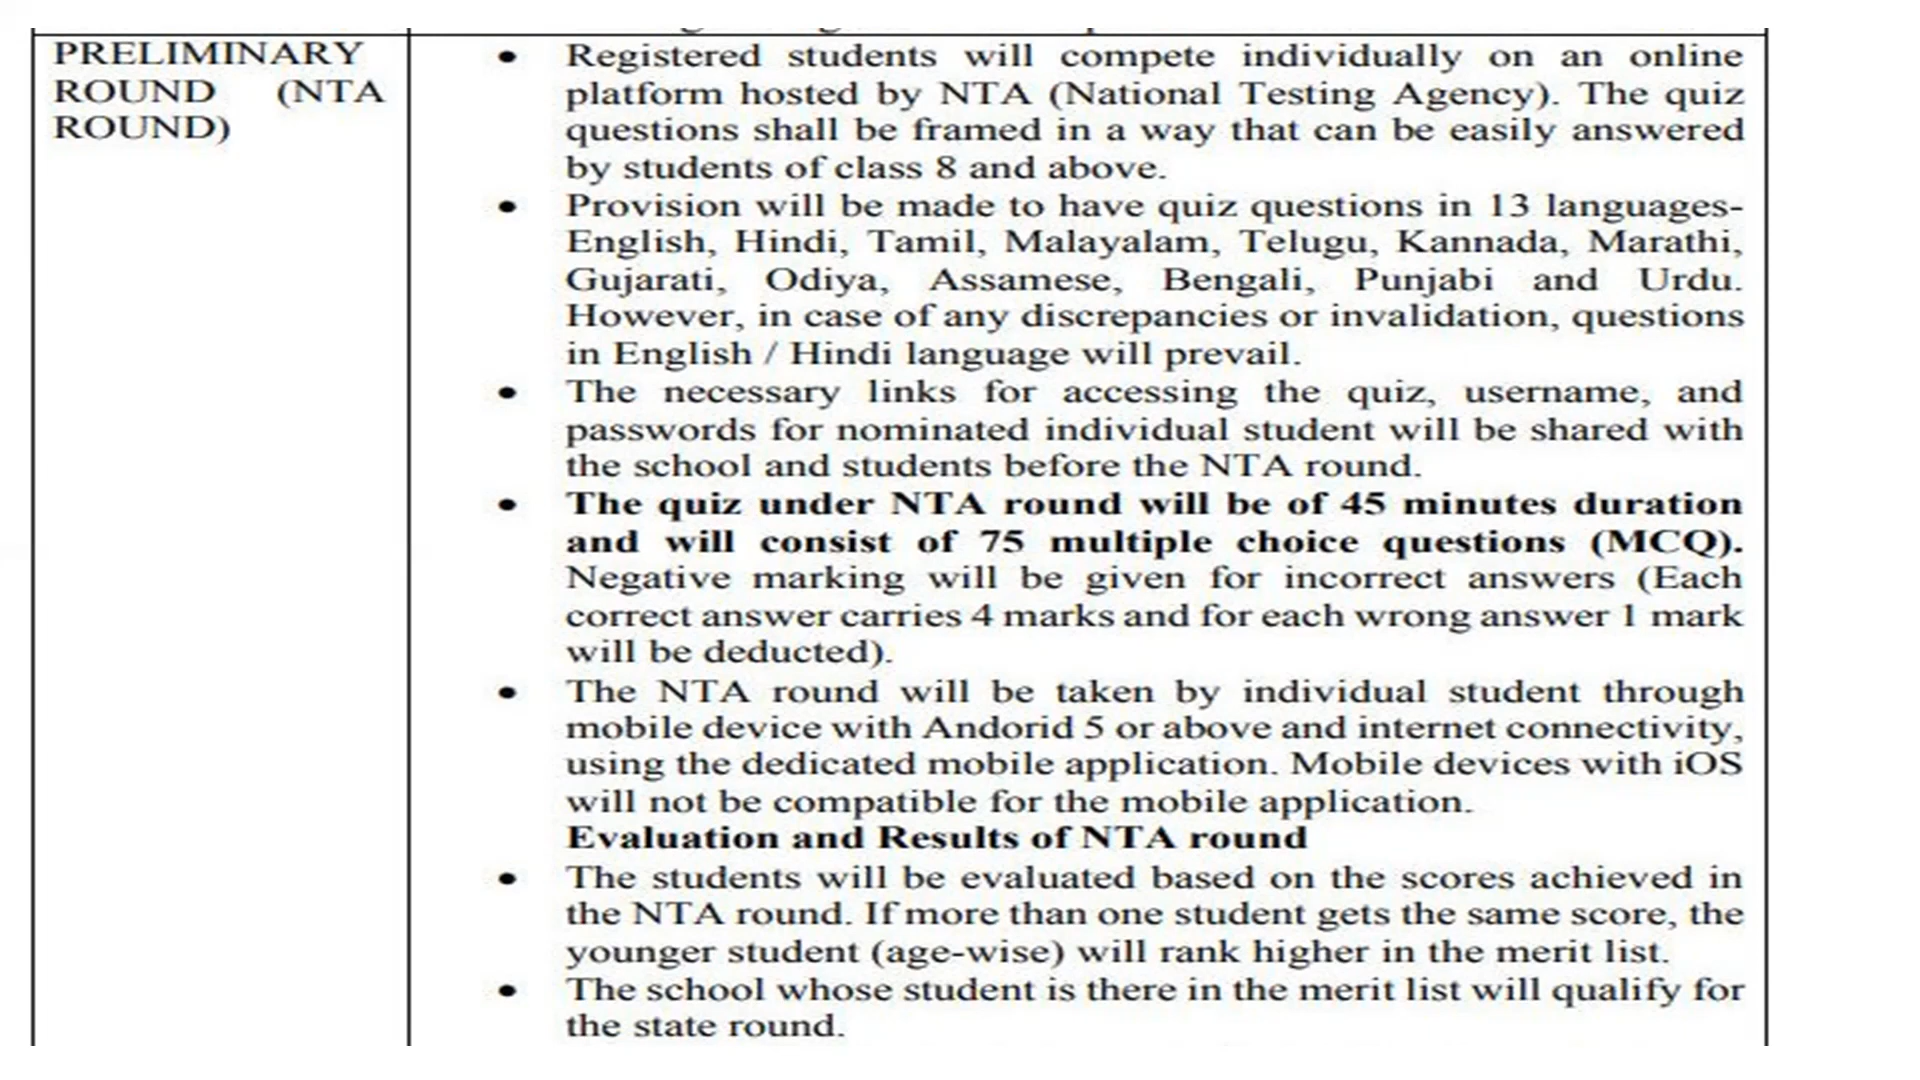 PRELIMINARY
ROUND (NTA
ROUND)
• Registered students will compete individually on an online
platform hosted by NTA (National Testing Agency). The quiz
questions shall be framed in a way that can be easily answered
by students of class 8 and above.
• Provision will be made to have quiz questions in 13 languages-
English, Hindi, Tamil, Malayalam, Telugu, Kannada, Marathi,
Gujarati, Odiya, Assamese, Bengali, Punjabi and Urdu.
However, in case of any discrepancies or invalidation, questions
in English / Hindi language will prevail.
• The necessary links for accessing the quiz, username, and
passwords for nominated individual student will be shared with
the school and students before the NTA round.
• The quiz under NTA round will be of 45 minutes duration
and will consist of 75 multiple choice questions (MCQ).
Negative marking will be given for incorrect answers (Each
correct answer carries 4 marks and for each wrong answer 1 mark
will be deducted).
• The NTA round will be taken by individual student through
mobile device with Andorid 5 or above and internet connectivity,
using the dedicated mobile application. Mobile devices with iOS
will not be compatible for the mobile application.
Evaluation and Results of NTA round
• The students will be evaluated based on the scores achieved in
the NTA round. If more than one student gets the same score, the
younger student (age-wise) will rank higher in the merit list.
• The school whose student is there in the merit list will qualify for
the state round.